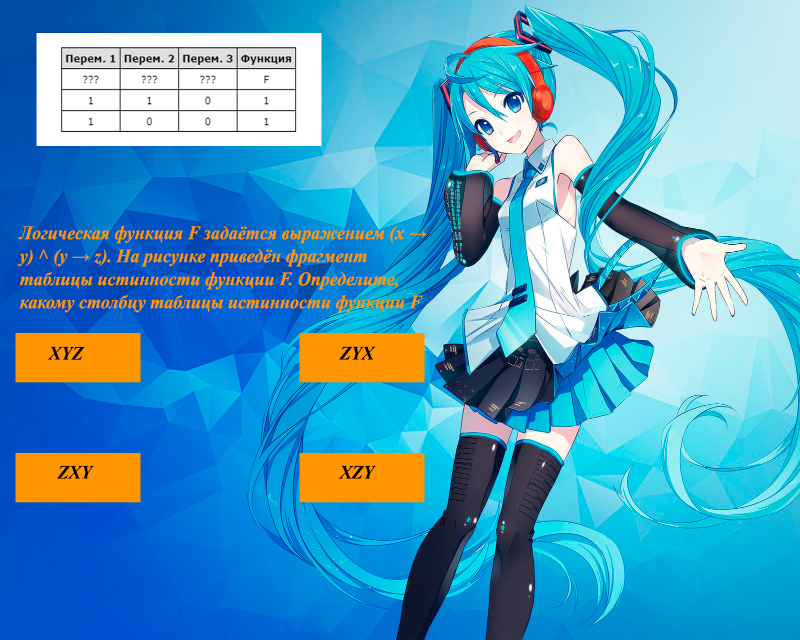 Перем. 1 Перем. 2 Перем. 3 Функция
??? ??? ??? F
1 1 0 1
1 0 0 1
Логическая функция F задаётся выражением (x →
y) ^ (y → z). На рисунке приведён фрагмент
таблицы истинности функции F. Определите,
какому столбцу таблицы истинности функции F
XYZ ZYX
ZXY XZY